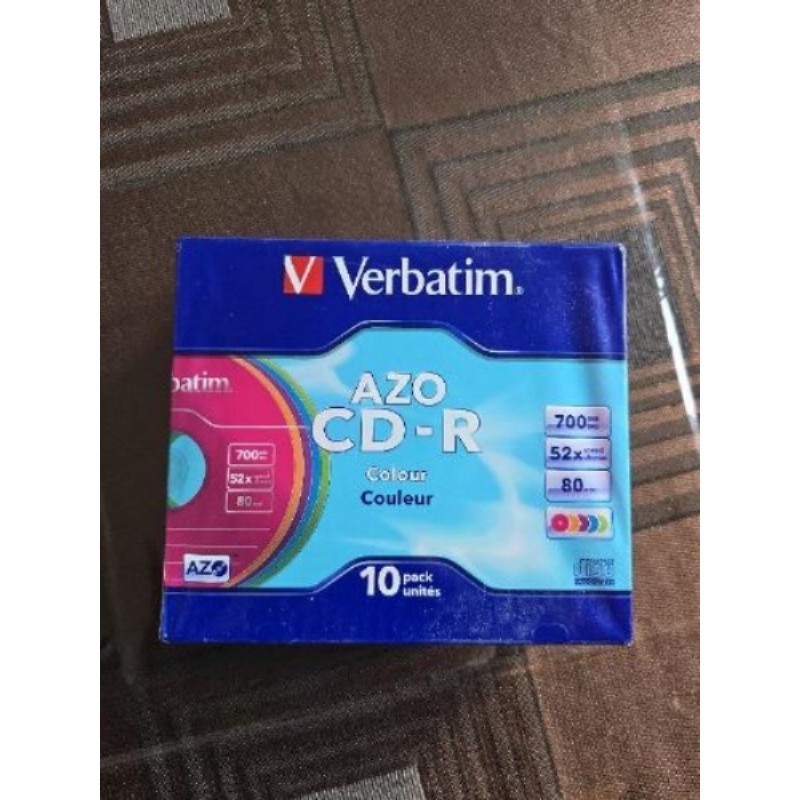 V Verbatim®
batim
AZO
CD-R
Colour
Couleur
700
52x
80
700
52x
80
AZO
10 pack
unités